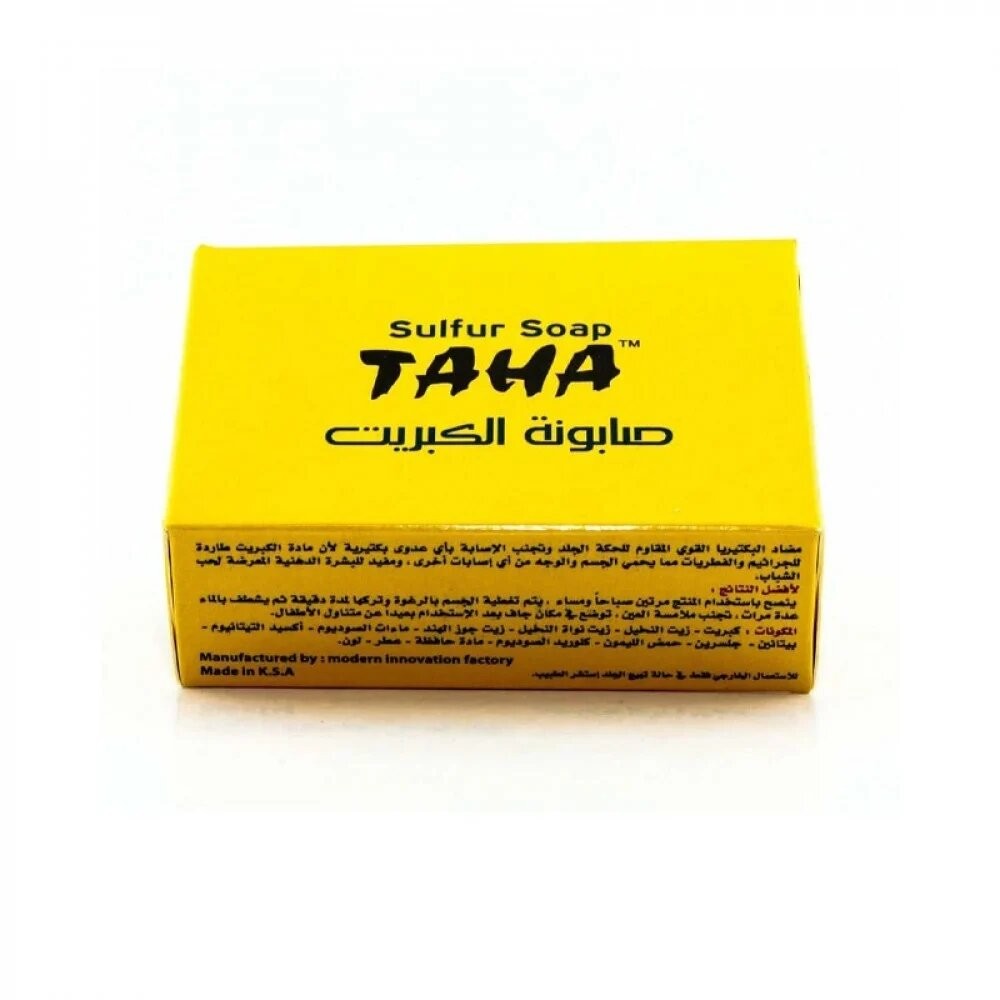 Sulfur Soap
TAHA™
صابونة الكبريت
مضاد البكتيريا القوي المقاوم للحكة الجلد وتجنب الإصابة بأي عدوى بكتيرية لأن مادة الكبريت طاردة
للجراثيم والفطريات مما يحمي الجسم والوجه من أي إصابات أخرى ، ومفيد للبشرة الدهنية المعرضة لحب
الشباب.
لأفضل النتائج :
ينصح باستخدام المنتج مرتين صباحاً ومساء ، يتم تغطية الجسم بالرغوة وتركها لمدة دقيقة ثم يشطف بالماء
عدة مرات ، تجنب ملامسة العين ، توضع في مكان جاف بعد الإستخدام بعيدا عن متناول الأطفال.
المكونات : كبريت - زيت النخيل - زيت نواة النخيل - زيت جوز الهند - ماءات الصوديوم - أكسيد التيتانيوم -
بيتائين - جلسرين - حمض الليمون - كلوريد الصوديوم - مادة حافظة - عطر - لون.
للاستعمال الخارجي فقط في حالة تهيج الجلد إستشر الطبيب.
Manufactured by : modern innovation factory
Made in K.S.A